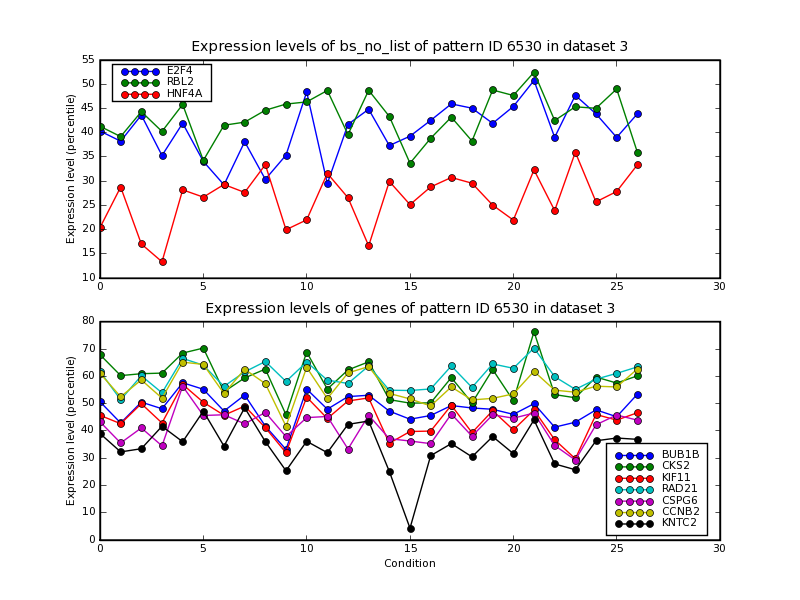 Expression levels of bs_no_list of pattern ID 6530 in dataset 3
Expression level (percentile)
55
50
45
40
35
30
25
20
15
10
E2F4
RBL2
HNF4A
0 5 10 15 20 25 30
Expression levels of genes of pattern ID 6530 in dataset 3
Expression level (percentile)
80
70
60
50
40
30
20
10
0
BUB1B
CKS2
KIF11
RAD21
CSPG6
CCNB2
KNTC2
0 5 10 15 20 25 30
Condition